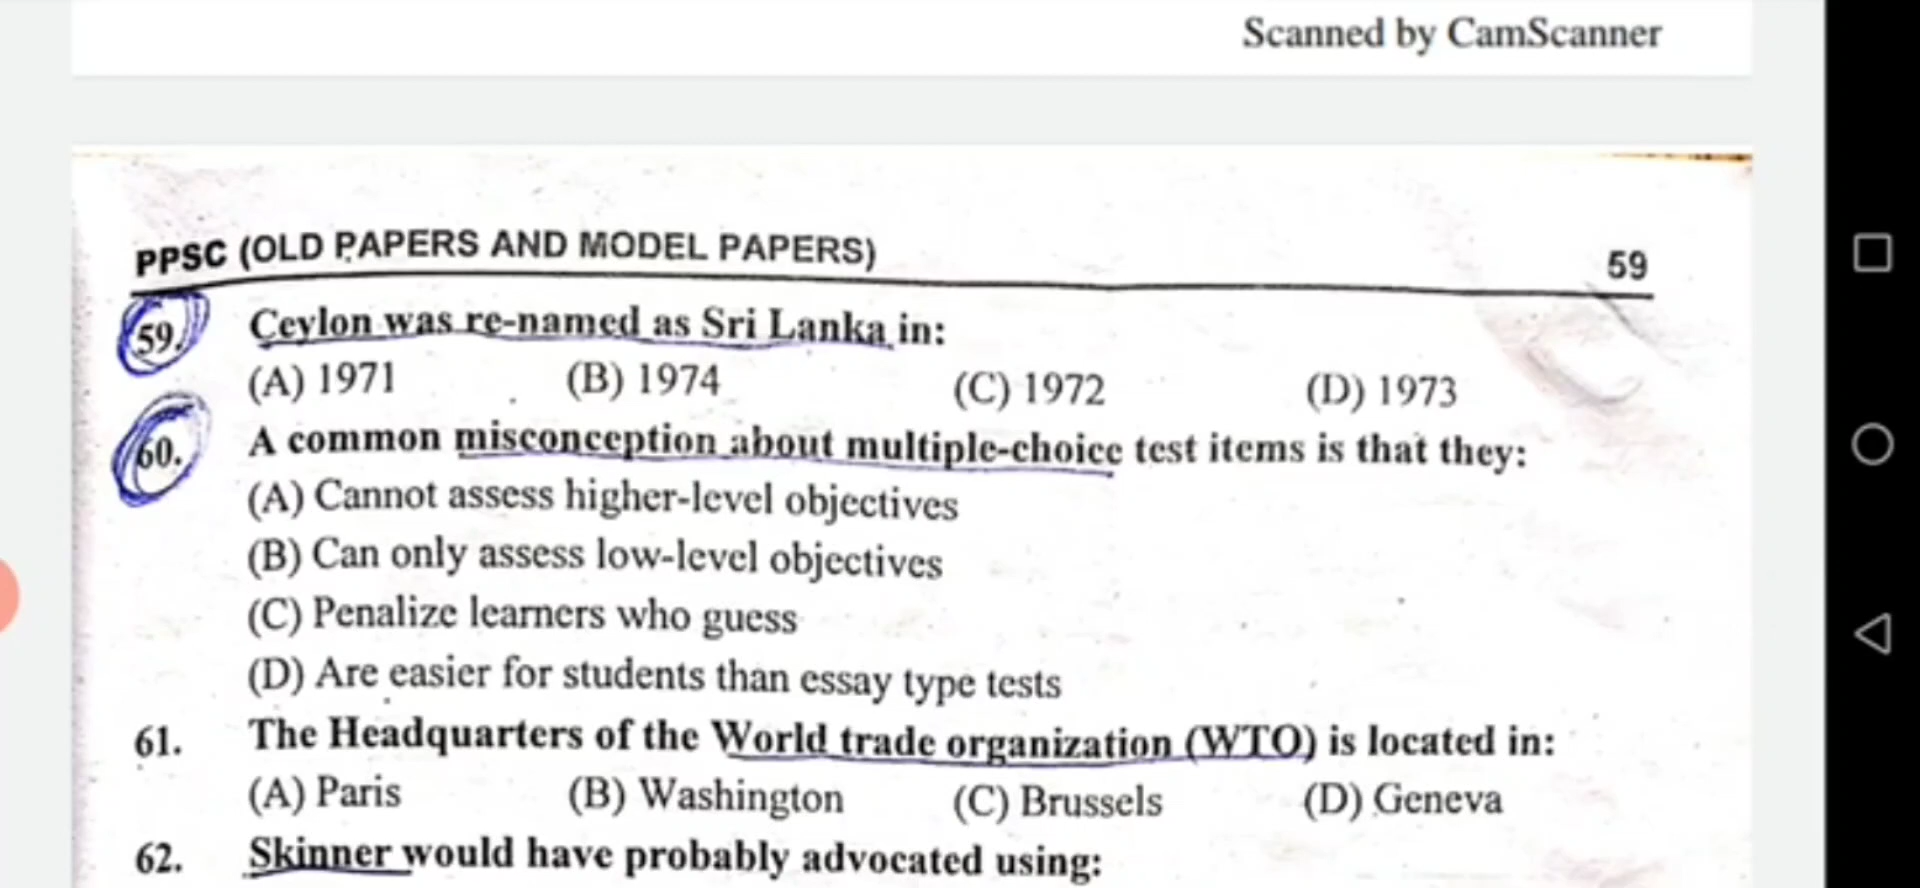 Scanned by CamScanner
PPSC (OLD PAPERS AND MODEL PAPERS) 59
59. Ceylon was re-named as Sri Lanka in:
(A) 1971 (B) 1974 (C) 1972 (D) 1973
60. A common misconception about multiple-choice test items is that they:
(A) Cannot assess higher-level objectives
(B) Can only assess low-level objectives
(C) Penalize learners who guess
(D) Are easier for students than essay type tests
61. The Headquarters of the World trade organization (WTO) is located in:
(A) Paris (B) Washington (C) Brussels (D) Geneva
62. Skinner would have probably advocated using: